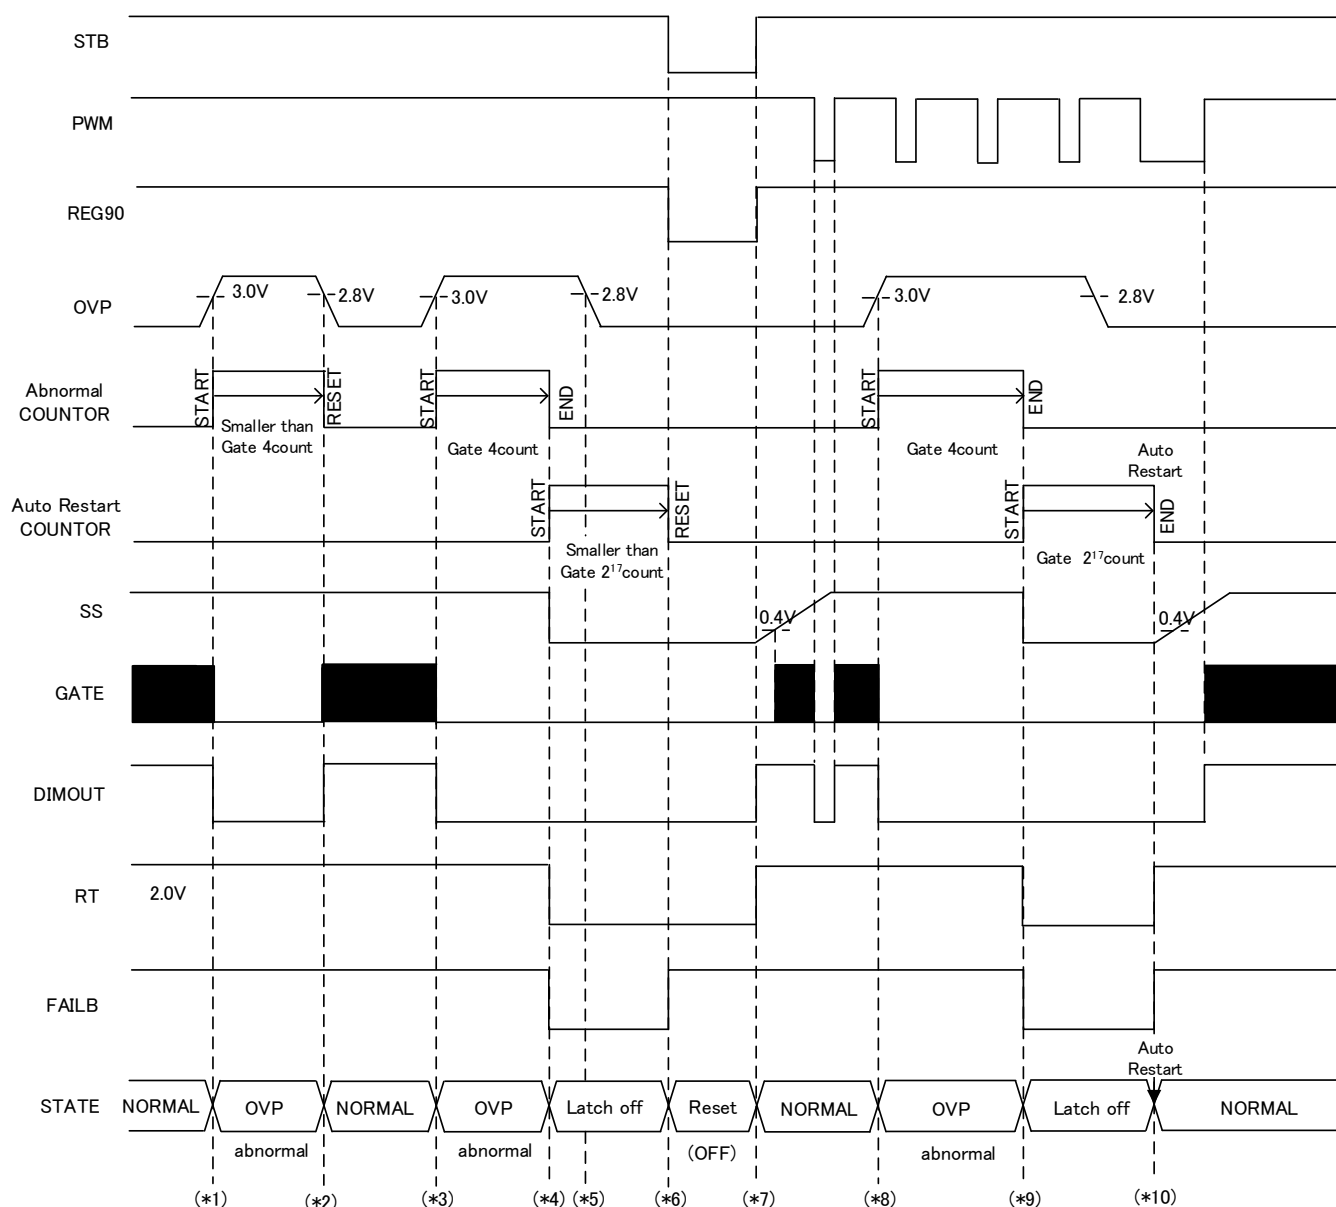 STB
PWM
REG90
OVP
3.0V
2.8V
3.0V
2.8V
3.0V
2.8V
Abnormal
COUNTOR
START
RESET
START
END
START
END
Smaller than
Gate 4count
Gate 4count
Gate 4count
Auto
Restart
Auto Restart
COUNTOR
START
RESET
START
END
Smaller than
Gate 2¹⁷count
Gate 2¹⁷count
SS
0.4V
0.4V
GATE
DIMOUT
RT
2.0V
FAILB
Auto
Restart
STATE
NORMAL
OVP
NORMAL
OVP
Latch off
Reset
NORMAL
OVP
Latch off
NORMAL
abnormal
abnormal
(OFF)
abnormal
(*1)
(*2)
(*3)
(*4)
(*5)
(*6)
(*7)
(*8)
(*9)
(*10)